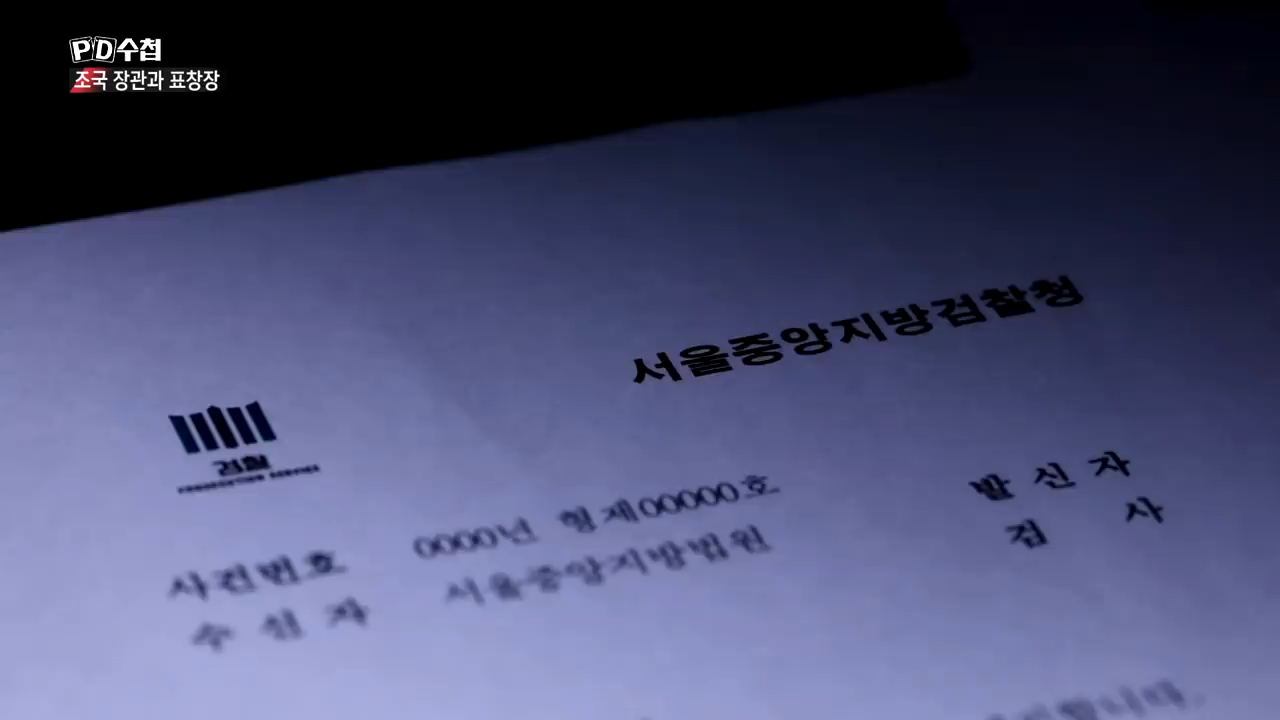 PD수첩
조국 장관과 표창장
서울중앙지방검찰청
검찰
PROSECUTION SERVICE
사건번호 0000년 형제00000호
발신자
수신자 서울중앙지방법원
검 사